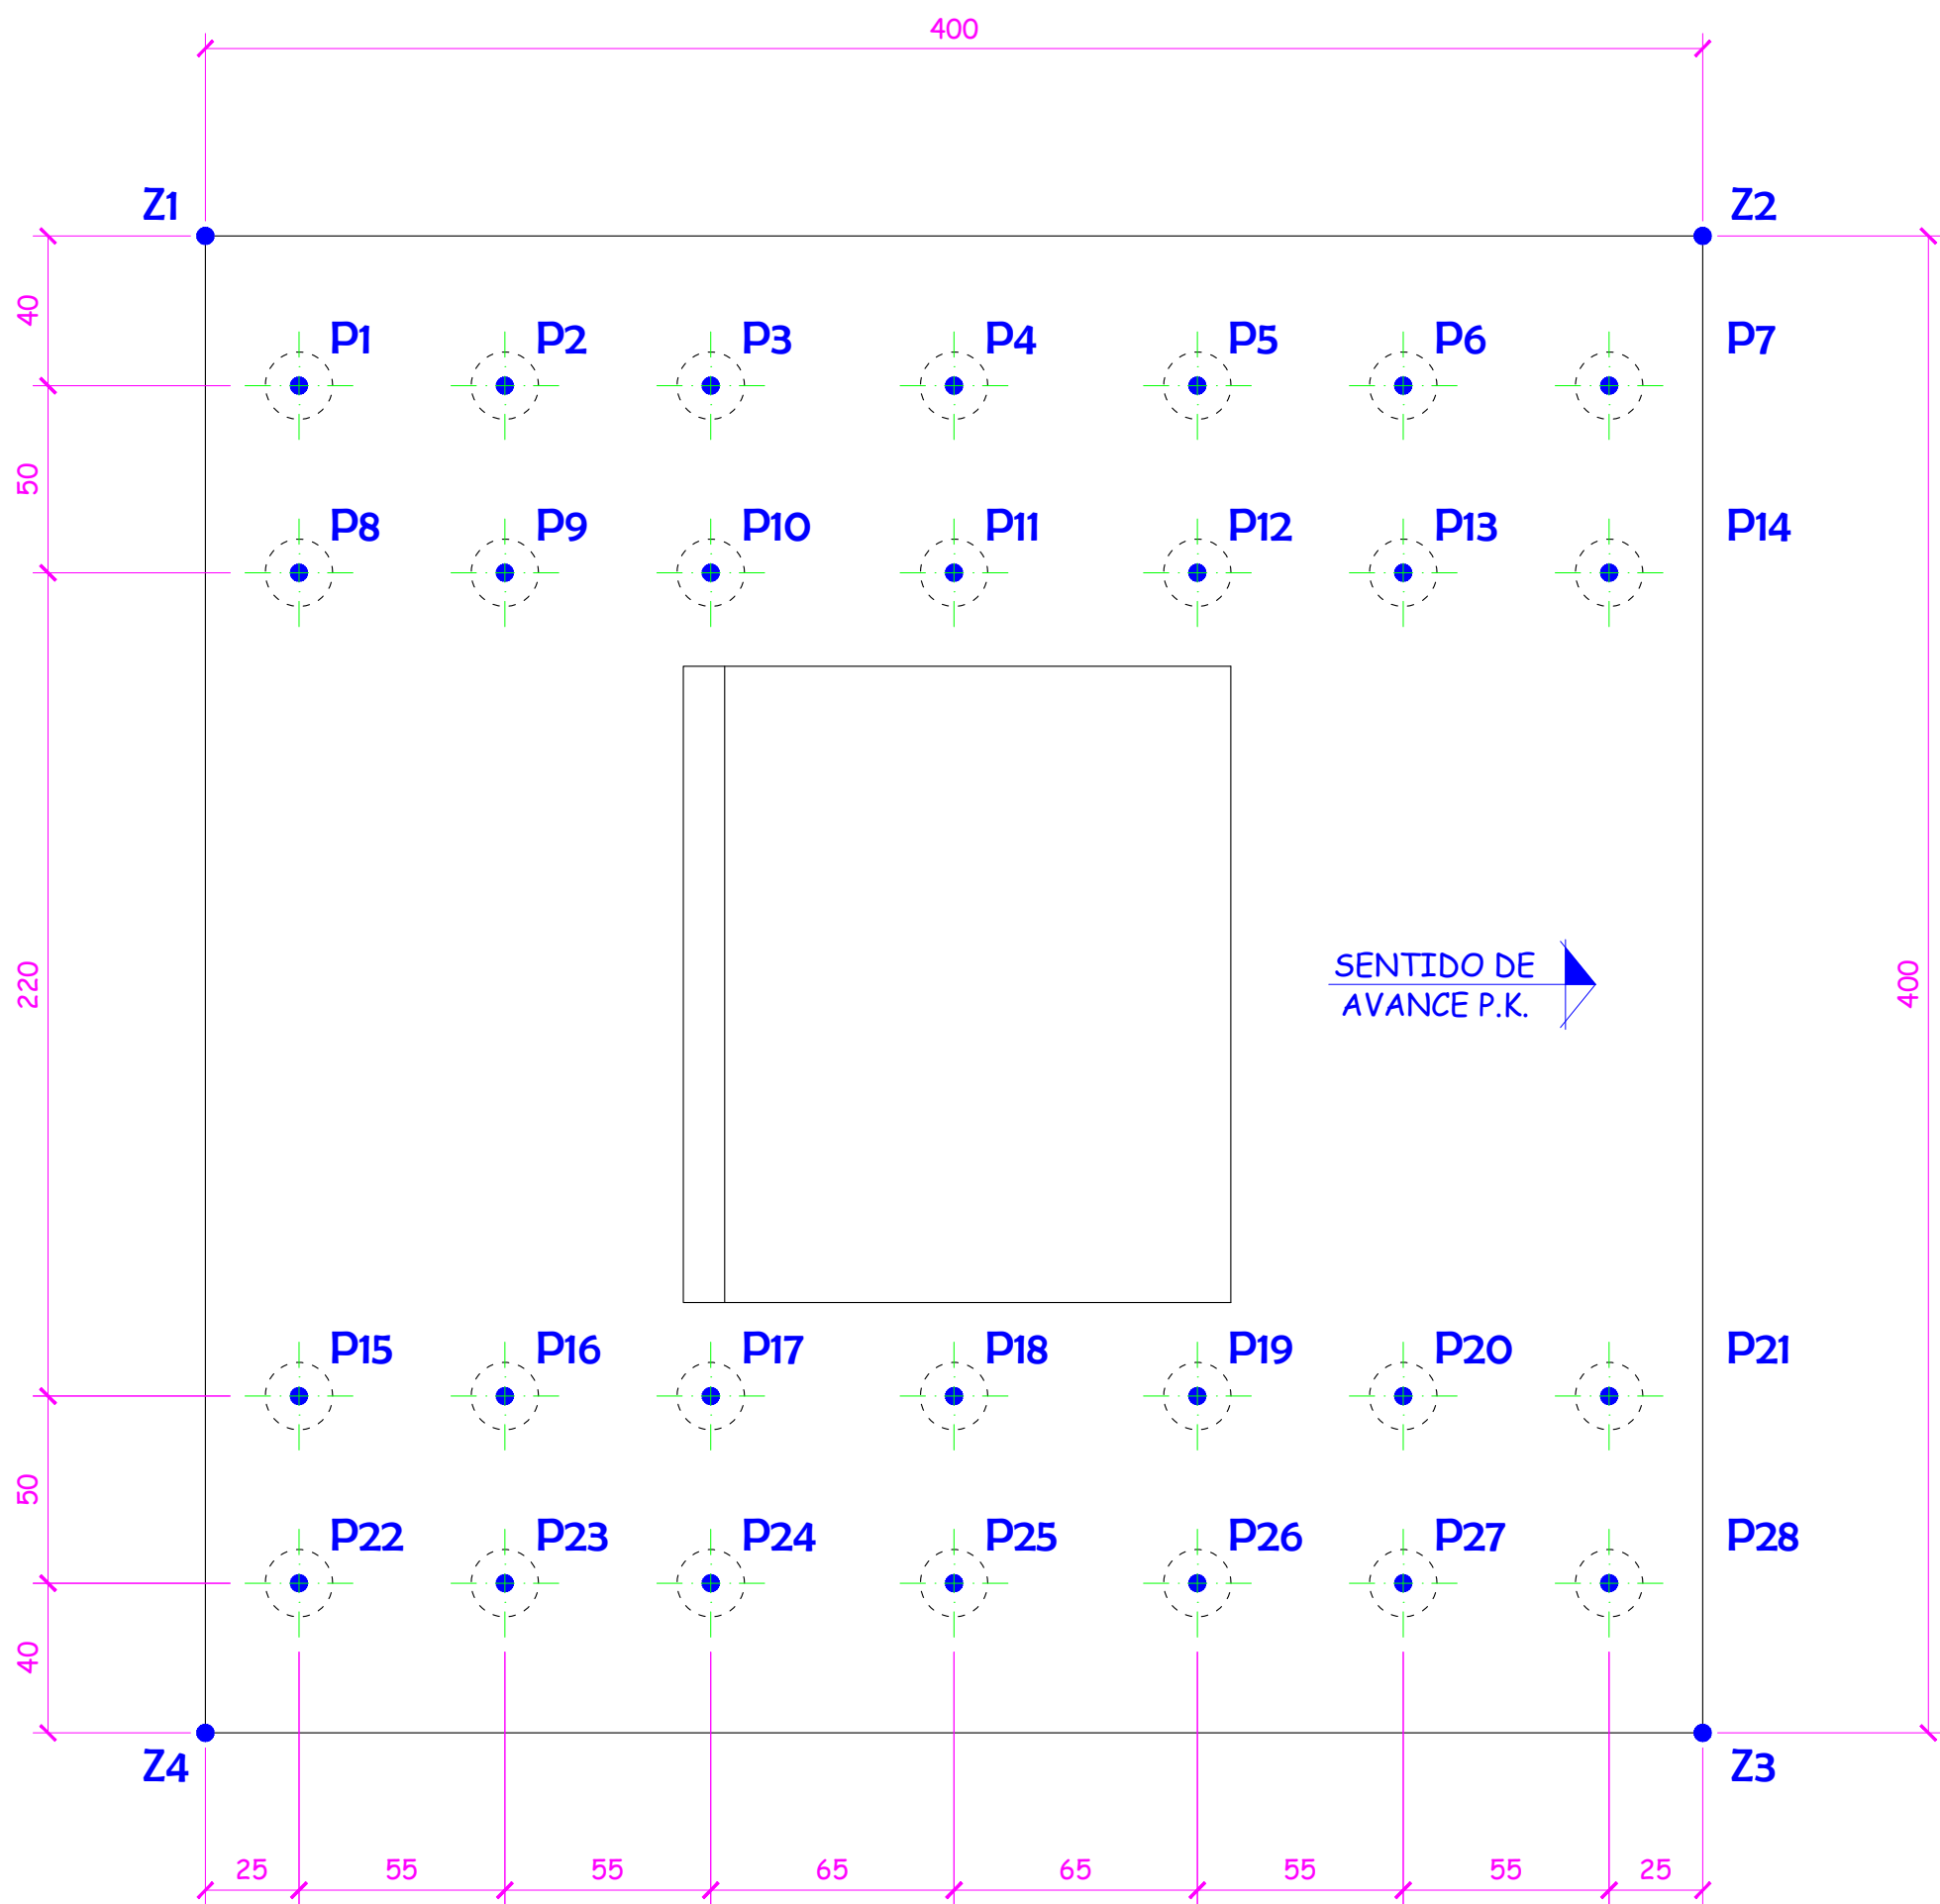 400
Z1 Z2
40
P1 P2 P3 P4 P5 P6 P7
50
P8 P9 P10 P11 P12 P13 P14
220
SENTIDO DE
AVANCE P.K.
400
P15 P16 P17 P18 P19 P20 P21
50
P22 P23 P24 P25 P26 P27 P28
40
Z4 Z3
25 55 55 65 65 55 55 25